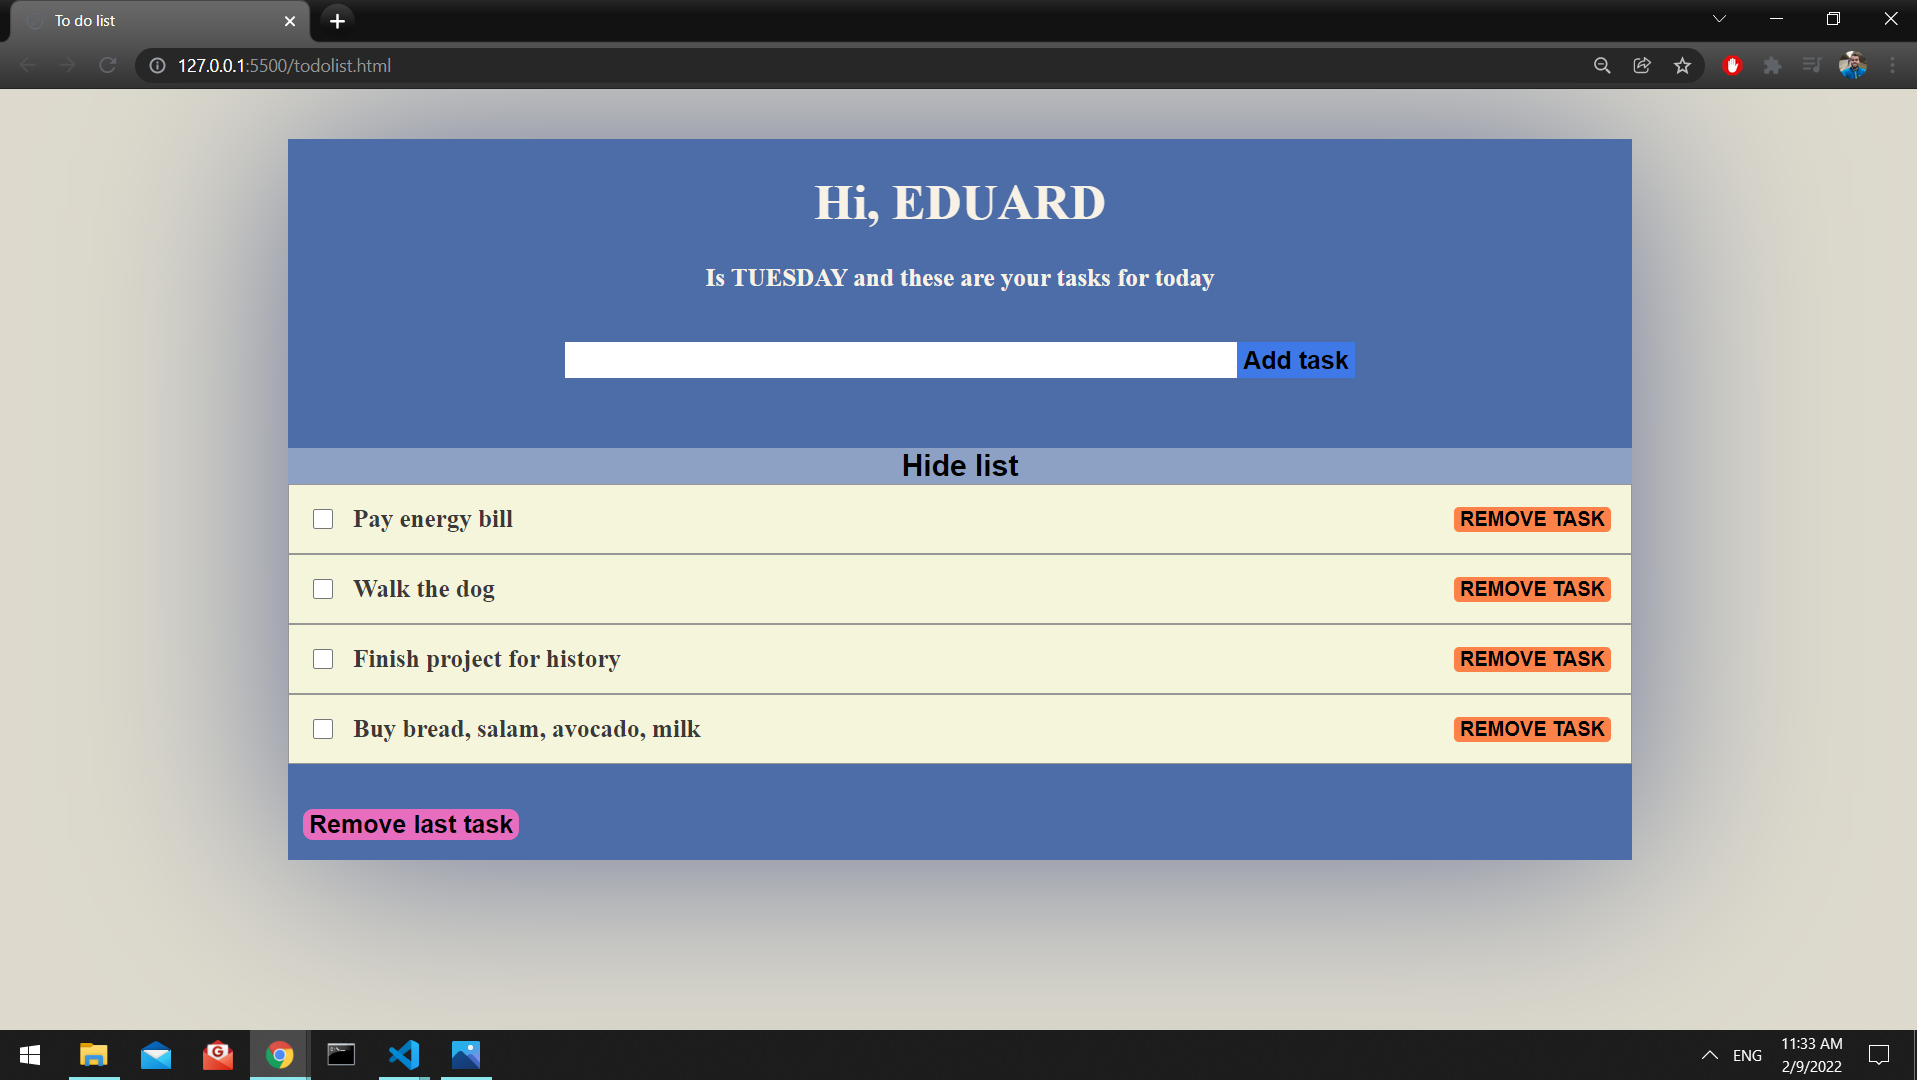 To do list
127.0.0.1:5500/todolist.html
Hi, EDUARD
Is TUESDAY and these are your tasks for today
Add task
Hide list
Pay energy bill REMOVE TASK
Walk the dog REMOVE TASK
Finish project for history REMOVE TASK
Buy bread, salam, avocado, milk REMOVE TASK
Remove last task
ENG
11:33 AM
2/9/2022